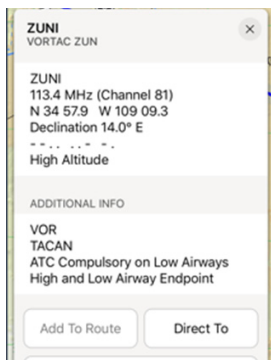 ZUNI
VORTAC ZUN
ZUNI
113.4 MHz (Channel 81)
N 34 57.9 W 109 09.3
Declination 14.0° E
- - . . . . - - .
High Altitude
ADDITIONAL INFO
VOR
TACAN
ATC Compulsory on Low Airways
High and Low Airway Endpoint
Add To Route
Direct To